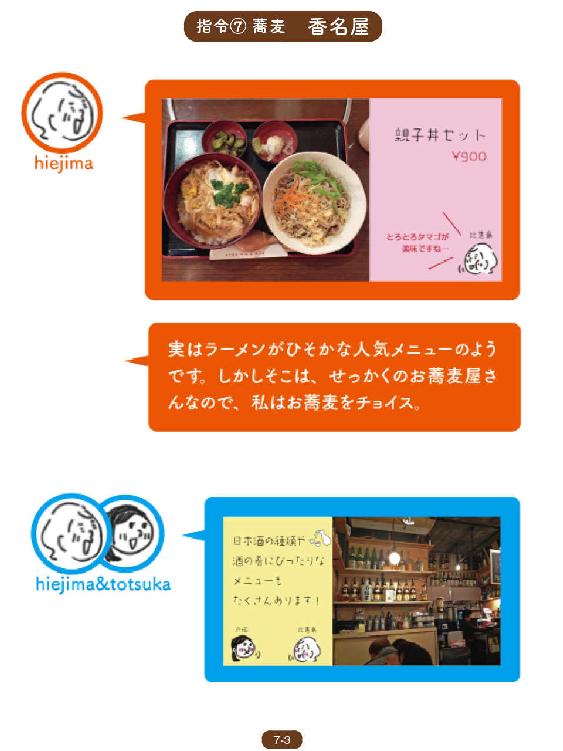 指令⑦ 蕎麦 香名屋
hiejima
親子丼セット
¥900
とろとろタマゴが
美味ですね…
比恵島
実はラーメンがひそかな人気メニューのよう
です。しかしそこは、せっかくのお蕎麦屋さ
んなので、私はお蕎麦をチョイス。
hiejima&totsuka
日本酒の種類や
酒の肴にぴったりな
メニューも
たくさんあります!
戸塚
比恵島
7-3